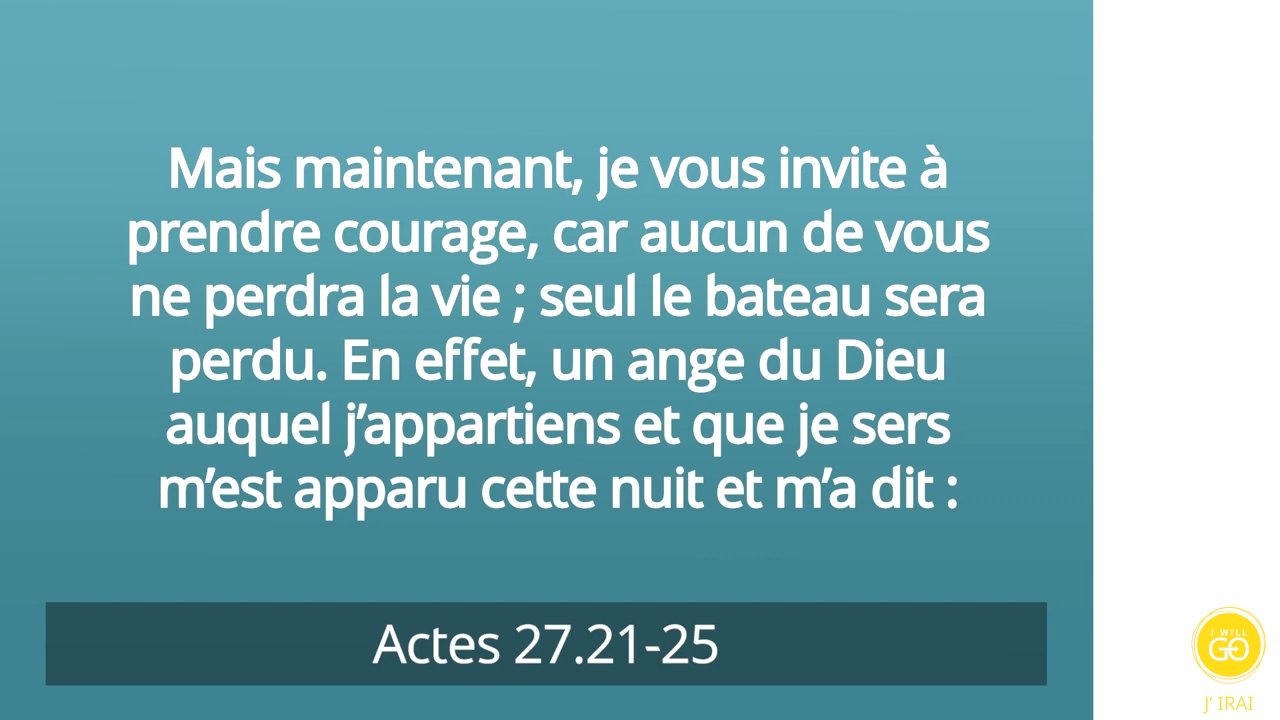 Mais maintenant, je vous invite à
prendre courage, car aucun de vous
ne perdra la vie ; seul le bateau sera
perdu. En effet, un ange du Dieu
auquel j’appartiens et que je sers
m’est apparu cette nuit et m’a dit :
Actes 27.21-25
I WILL
GO
J’ IRAI